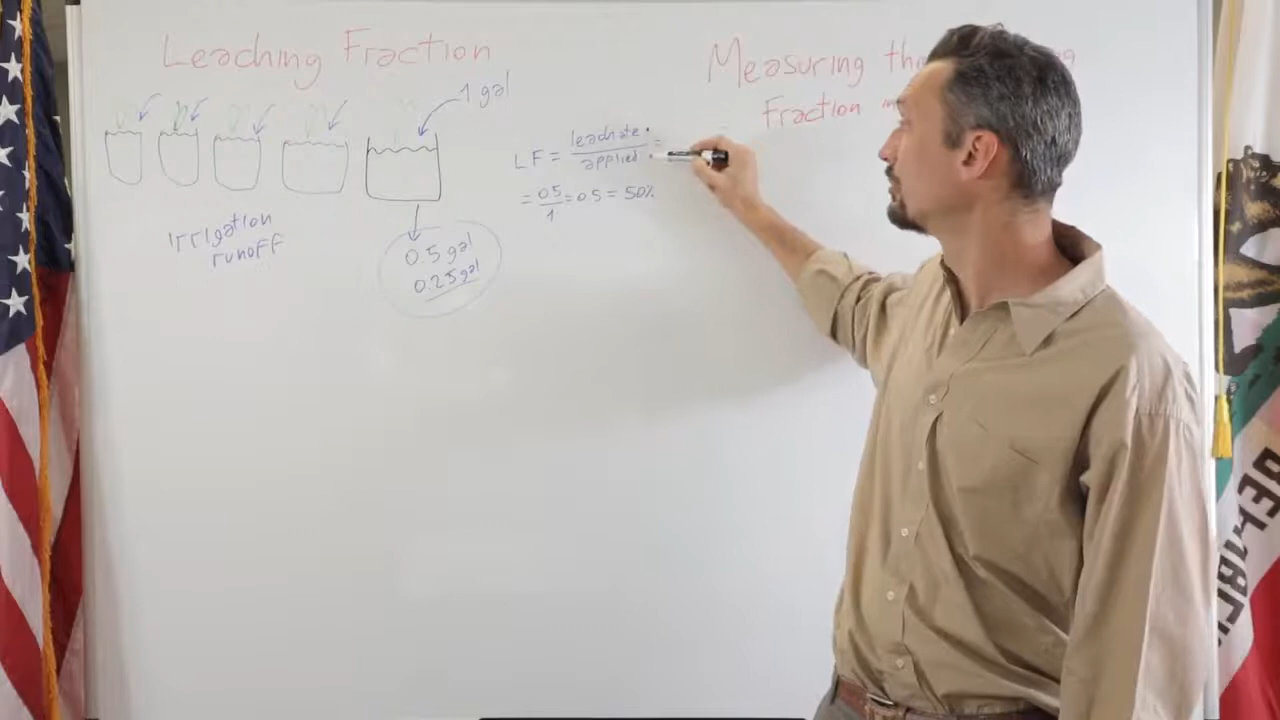 Leaching Fraction
1 gal
LF = leachate / applied =
= 0.5 / 1 = 0.5 = 50%
Irrigation
runoff
0.5 gal
0.25 gal
Measuring
Fraction